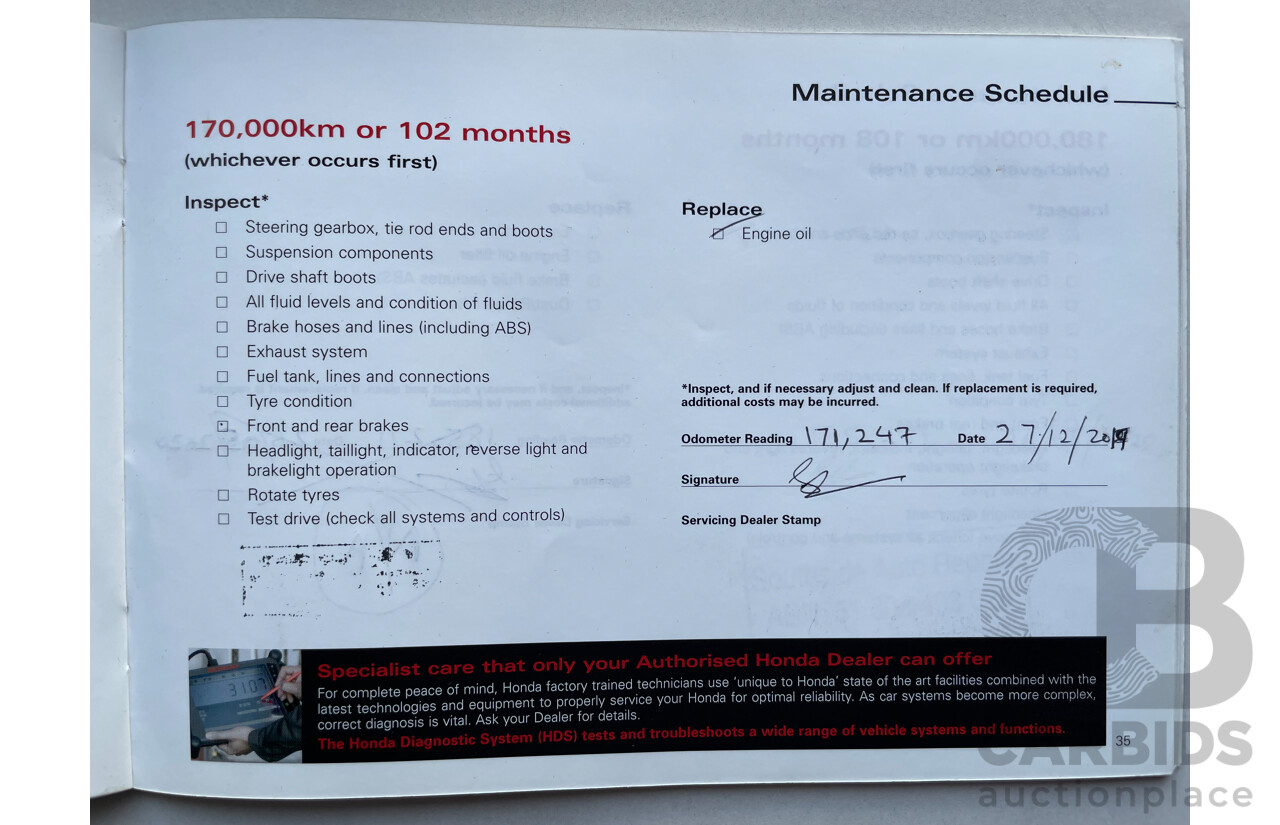 Maintenance Schedule
170,000km or 102 months
(whichever occurs first)
Inspect*
Steering gearbox, tie rod ends and boots
Suspension components
Drive shaft boots
All fluid levels and condition of fluids
Brake hoses and lines (including ABS)
Exhaust system
Fuel tank, lines and connections
Tyre condition
Front and rear brakes
Headlight, taillight, indicator, reverse light and
brakelight operation
Rotate tyres
Test drive (check all systems and controls)
Replace
Engine oil
*Inspect, and if necessary adjust and clean. If replacement is required,
additional costs may be incurred.
Odometer Reading 171,247 Date 27/12/2019
Signature
Servicing Dealer Stamp
Specialist care that only your Authorised Honda Dealer can offer
For complete peace of mind, Honda factory trained technicians use 'unique to Honda' state of the art facilities combined with the
latest technologies and equipment to properly service your Honda for optimal reliability. As car systems become more complex,
correct diagnosis is vital. Ask your Dealer for details.
The Honda Diagnostic System (HDS) tests and troubleshoots a wide range of vehicle systems and functions.
3107
35
CB
CARBIDS
auctionplace